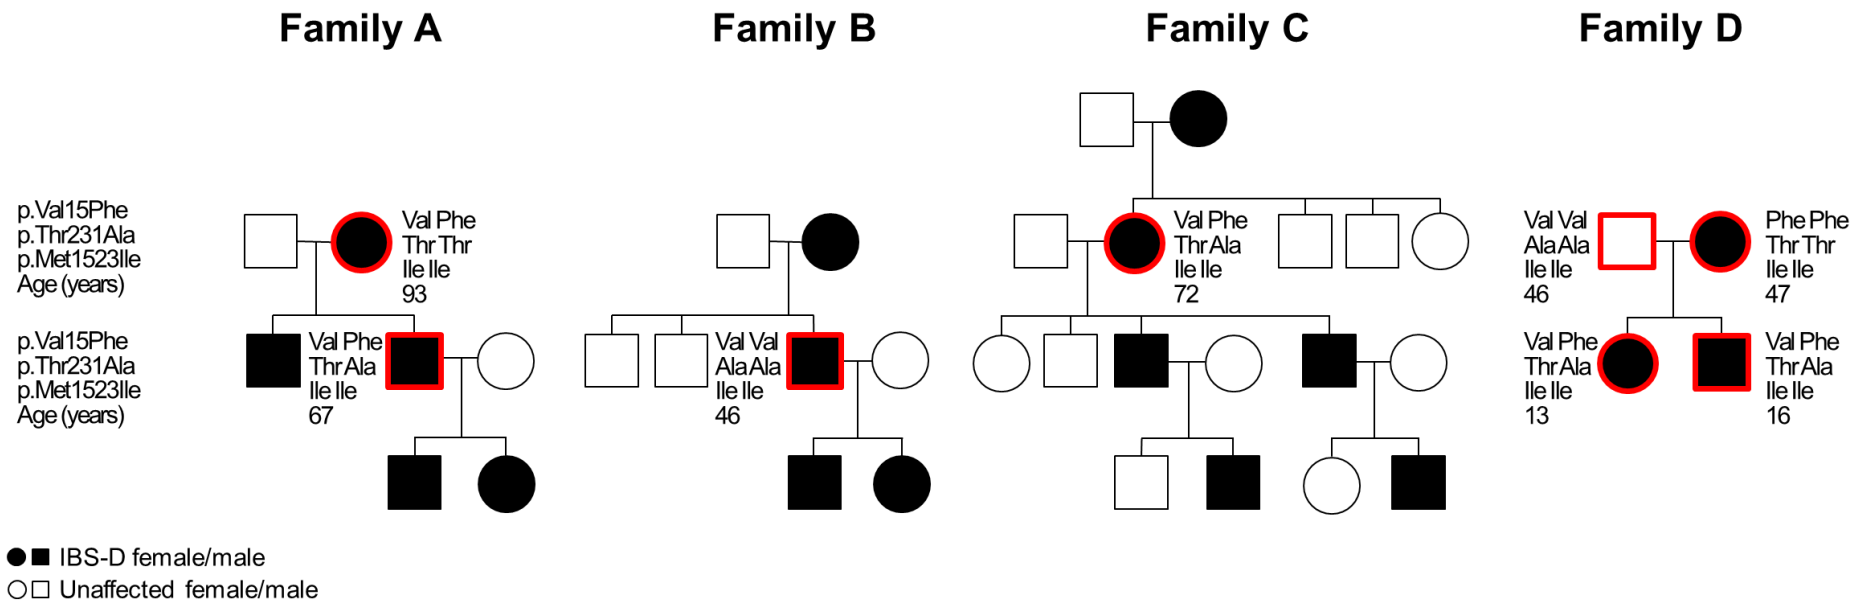 Family A
Family B
Family C
Family D
p.Val15Phe
p.Thr231Ala
p.Met1523Ile
Age (years)
Val Phe
Thr Thr
Ile Ile
93
Val Phe
Thr Ala
Ile Ile
72
Val Val
Ala Ala
Ile Ile
46
Phe Phe
Thr Thr
Ile Ile
47
p.Val15Phe
p.Thr231Ala
p.Met1523Ile
Age (years)
Val Phe
Thr Ala
Ile Ile
67
Val Val
Ala Ala
Ile Ile
46
Val Phe
Thr Ala
Ile Ile
13
Val Phe
Thr Ala
Ile Ile
16
IBS-D female/male
Unaffected female/male